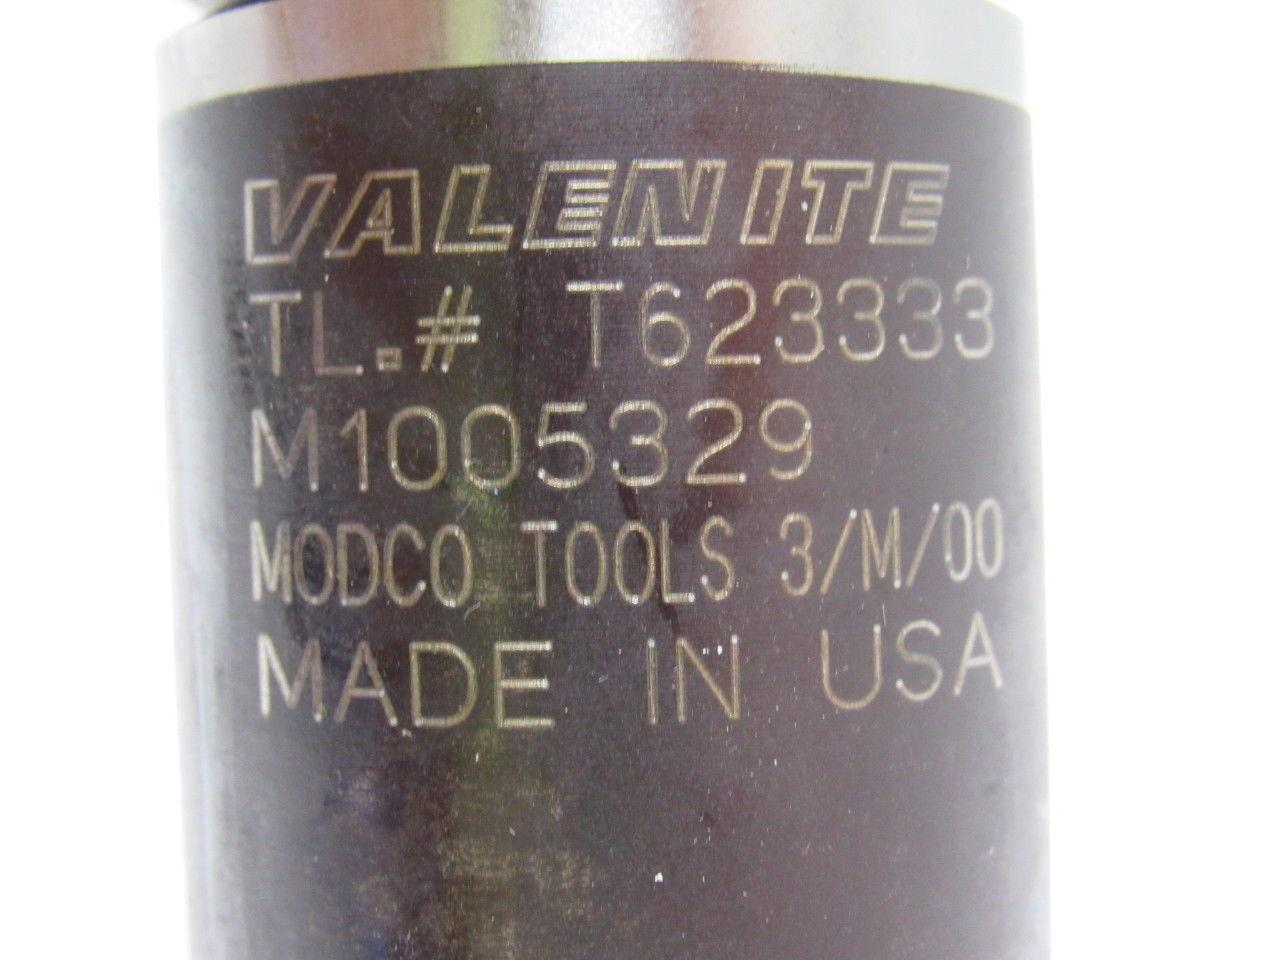 VALENITE
TL.# T623333
M1005329
MODCO TOOLS 3/M/00
MADE IN USA